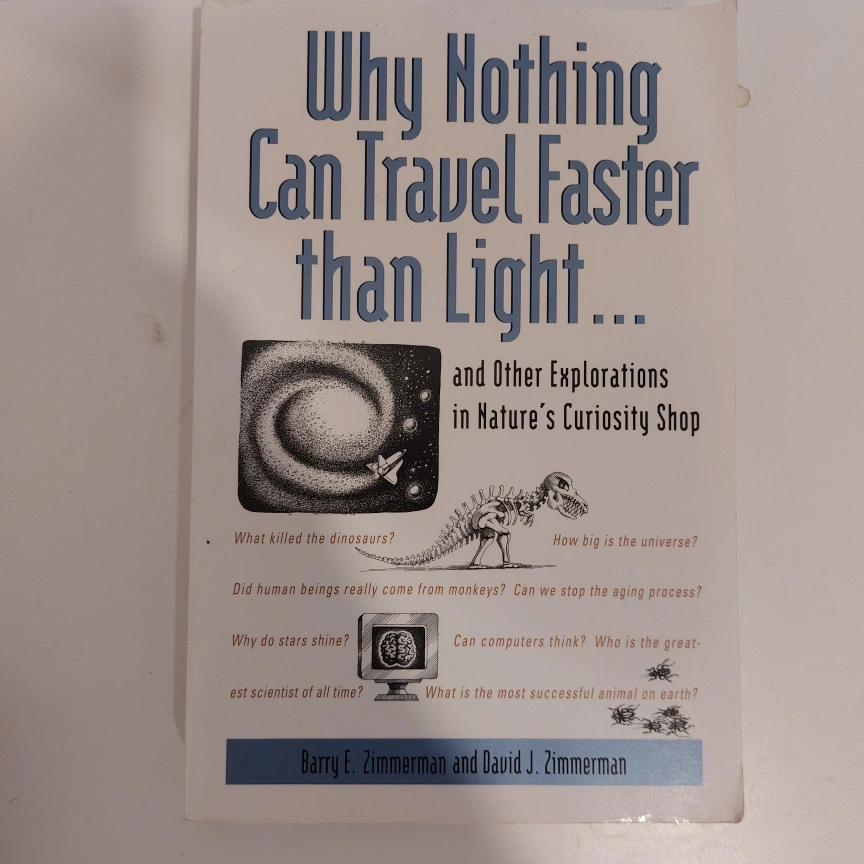 Why Nothing
Can Travel Faster
than Light...
and Other Explorations
in Nature's Curiosity Shop
What killed the dinosaurs? How big is the universe?
Did human beings really come from monkeys? Can we stop the aging process?
Why do stars shine? Can computers think? Who is the great-
est scientist of all time? What is the most successful animal on earth?
Barry E. Zimmerman and David J. Zimmerman